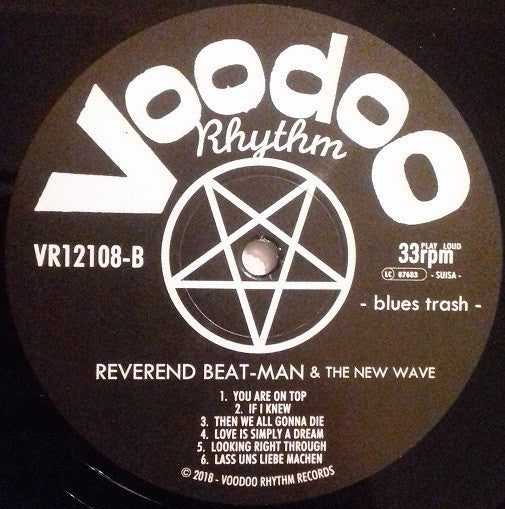 Voodoo
Rhythm
VR12108-B
33rpm PLAY LOUD
LC 07683 - SUISA -
- blues trash -
REVEREND BEAT-MAN & THE NEW WAVE
1. YOU ARE ON TOP
2. IF I KNEW
3. THEN WE ALL GONNA DIE
4. LOVE IS SIMPLY A DREAM
5. LOOKING RIGHT THROUGH
6. LASS UNS LIEBE MACHEN
© 2018 - VOODOO RHYTHM RECORDS